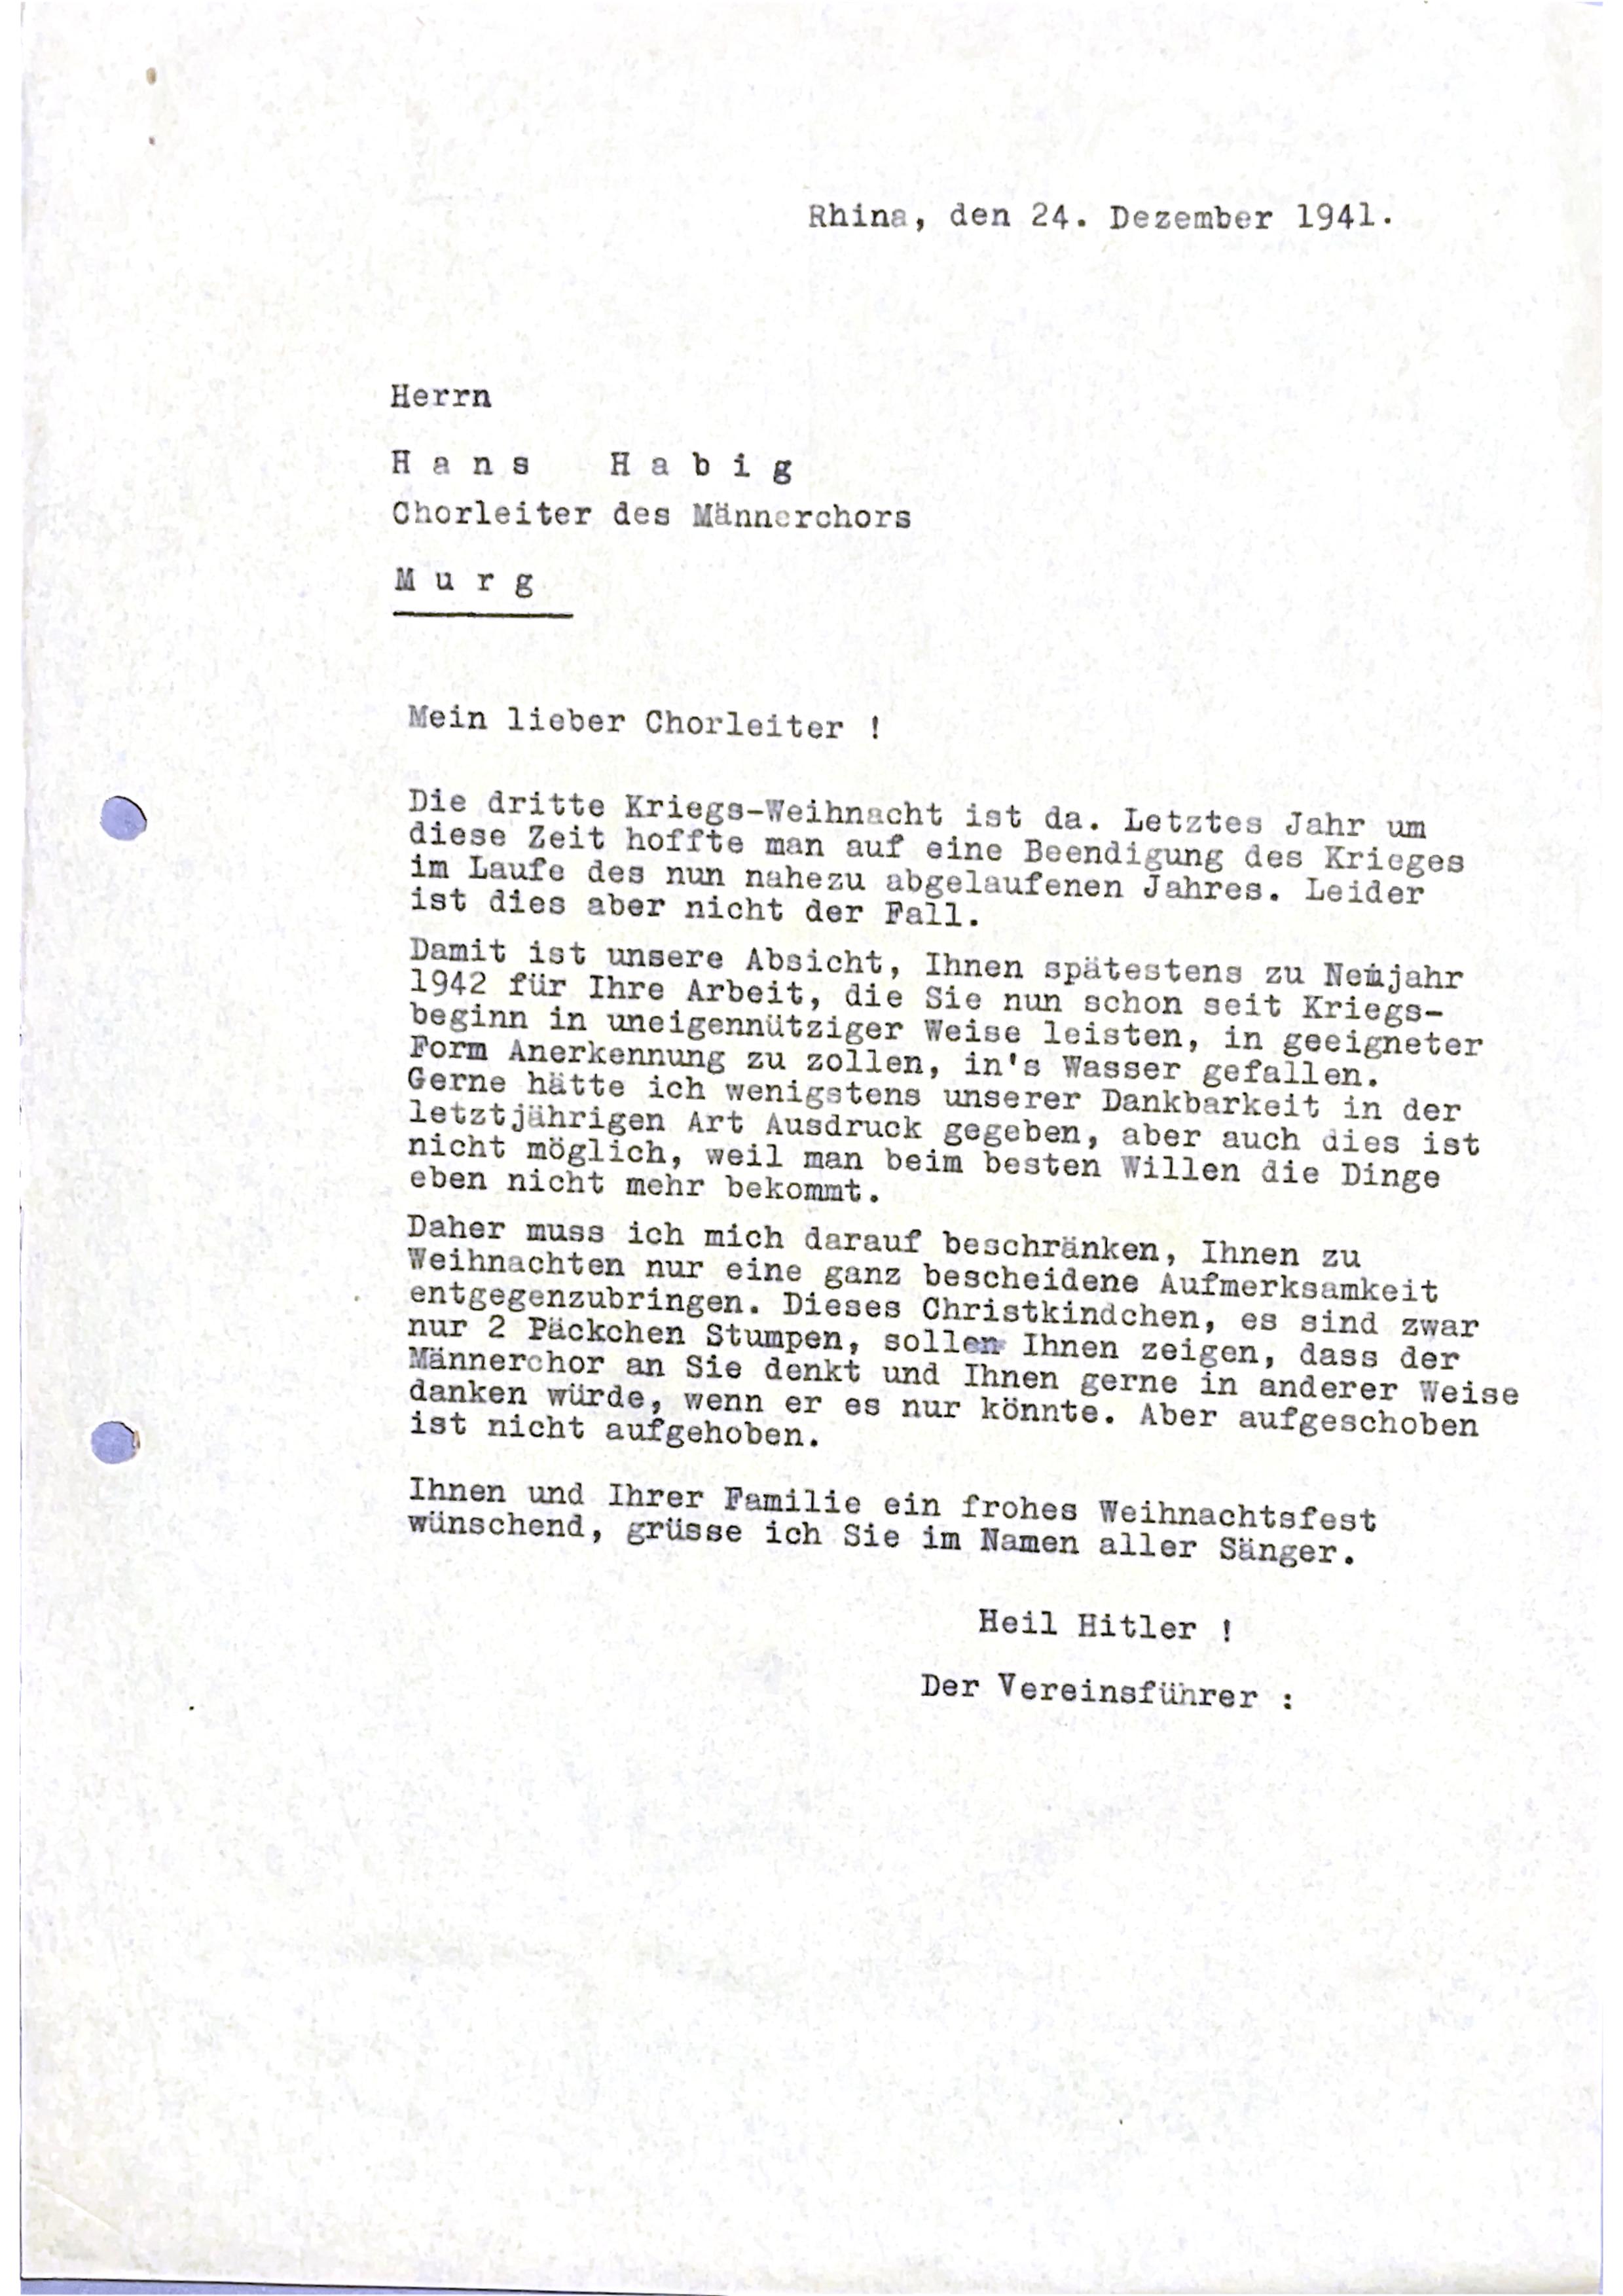 Rhina, den 24. Dezember 1941.
Herrn
H a n s   H a b i g
Chorleiter des Männerchors
M u r g
Mein lieber Chorleiter !
Die dritte Kriegs-Weihnacht ist da. Letztes Jahr um
diese Zeit hoffte man auf eine Beendigung des Krieges
im Laufe des nun nahezu abgelaufenen Jahres. Leider
ist dies aber nicht der Fall.
Damit ist unsere Absicht, Ihnen spätestens zu Neujahr
1942 für Ihre Arbeit, die Sie nun schon seit Kriegs-
beginn in uneigennütziger Weise leisten, in geeigneter
Form Anerkennung zu zollen, in's Wasser gefallen.
Gerne hätte ich wenigstens unserer Dankbarkeit in der
letztjährigen Art Ausdruck gegeben, aber auch dies ist
nicht möglich, weil man beim besten Willen die Dinge
eben nicht mehr bekommt.
Daher muss ich mich darauf beschränken, Ihnen zu
Weihnachten nur eine ganz bescheidene Aufmerksamkeit
entgegenzubringen. Dieses Christkindchen, es sind zwar
nur 2 Päckchen Stumpen, sollen Ihnen zeigen, dass der
Männerchor an Sie denkt und Ihnen gerne in anderer Weise
danken würde, wenn er es nur könnte. Aber aufgeschoben
ist nicht aufgehoben.
Ihnen und Ihrer Familie ein frohes Weihnachtsfest
wünschend, grüsse ich Sie im Namen aller Sänger.
Heil Hitler !
Der Vereinsführer :